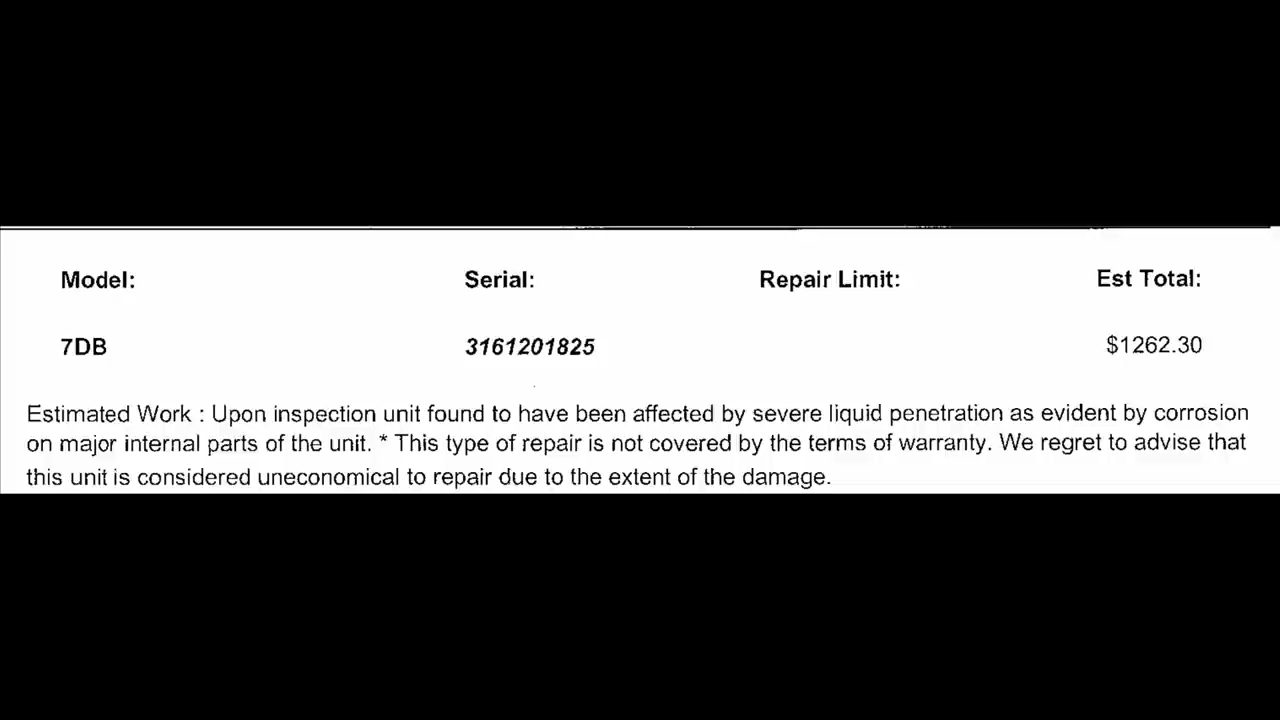 Model: Serial: Repair Limit: Est Total:
7DB 3161201825 $1262.30
Estimated Work : Upon inspection unit found to have been affected by severe liquid penetration as evident by corrosion
on major internal parts of the unit. * This type of repair is not covered by the terms of warranty. We regret to advise that
this unit is considered uneconomical to repair due to the extent of the damage.